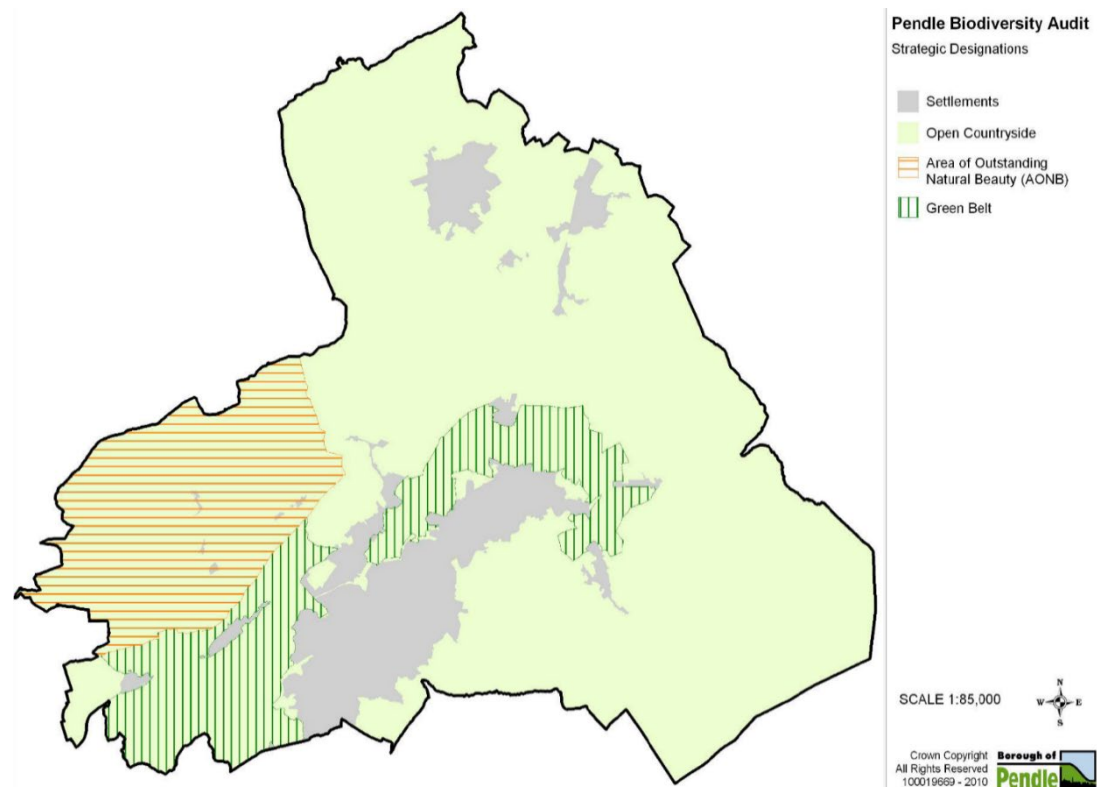 Pendle Biodiversity Audit
Strategic Designations
Settlements
Open Countryside
Area of Outstanding
Natural Beauty (AONB)
Green Belt
SCALE 1:85,000
N
W E
S
Crown Copyright
All Rights Reserved
100019669 - 2010
Borough of
Pendle